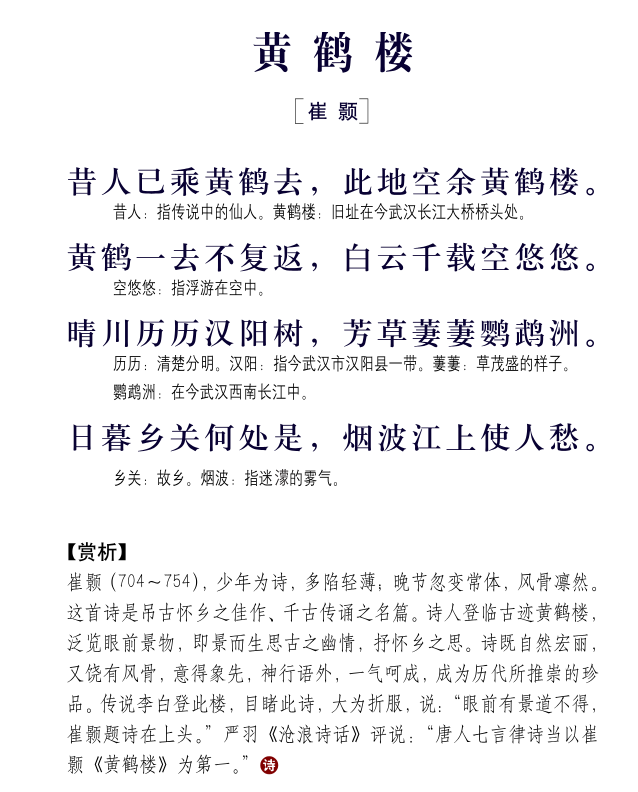 黄鹤楼
[崔颢]
昔人已乘黄鹤去，此地空余黄鹤楼。
昔人：指传说中的仙人。黄鹤楼：旧址在今武汉长江大桥桥头处。
黄鹤一去不复返，白云千载空悠悠。
空悠悠：指浮游在空中。
晴川历历汉阳树，芳草萋萋鹦鹉洲。
历历：清楚分明。汉阳：指今武汉市汉阳县一带。萋萋：草茂盛的样子。
鹦鹉洲：在今武汉西南长江中。
日暮乡关何处是，烟波江上使人愁。
乡关：故乡。烟波：指迷濛的雾气。
【赏析】
崔颢（704～754），少年为诗，多陷轻薄；晚节忽变常体，风骨凛然。
这首诗是吊古怀乡之佳作、千古传诵之名篇。诗人登临古迹黄鹤楼，
泛览眼前景物，即景而生思古之幽情，抒怀乡之思。诗既自然宏丽，
又饶有风骨，意得象先，神行语外，一气呵成，成为历代所推崇的珍
品。传说李白登此楼，目睹此诗，大为折服，说：“眼前有景道不得，
崔颢题诗在上头。”严羽《沧浪诗话》评说：“唐人七言律诗当以崔
颢《黄鹤楼》为第一。”诗